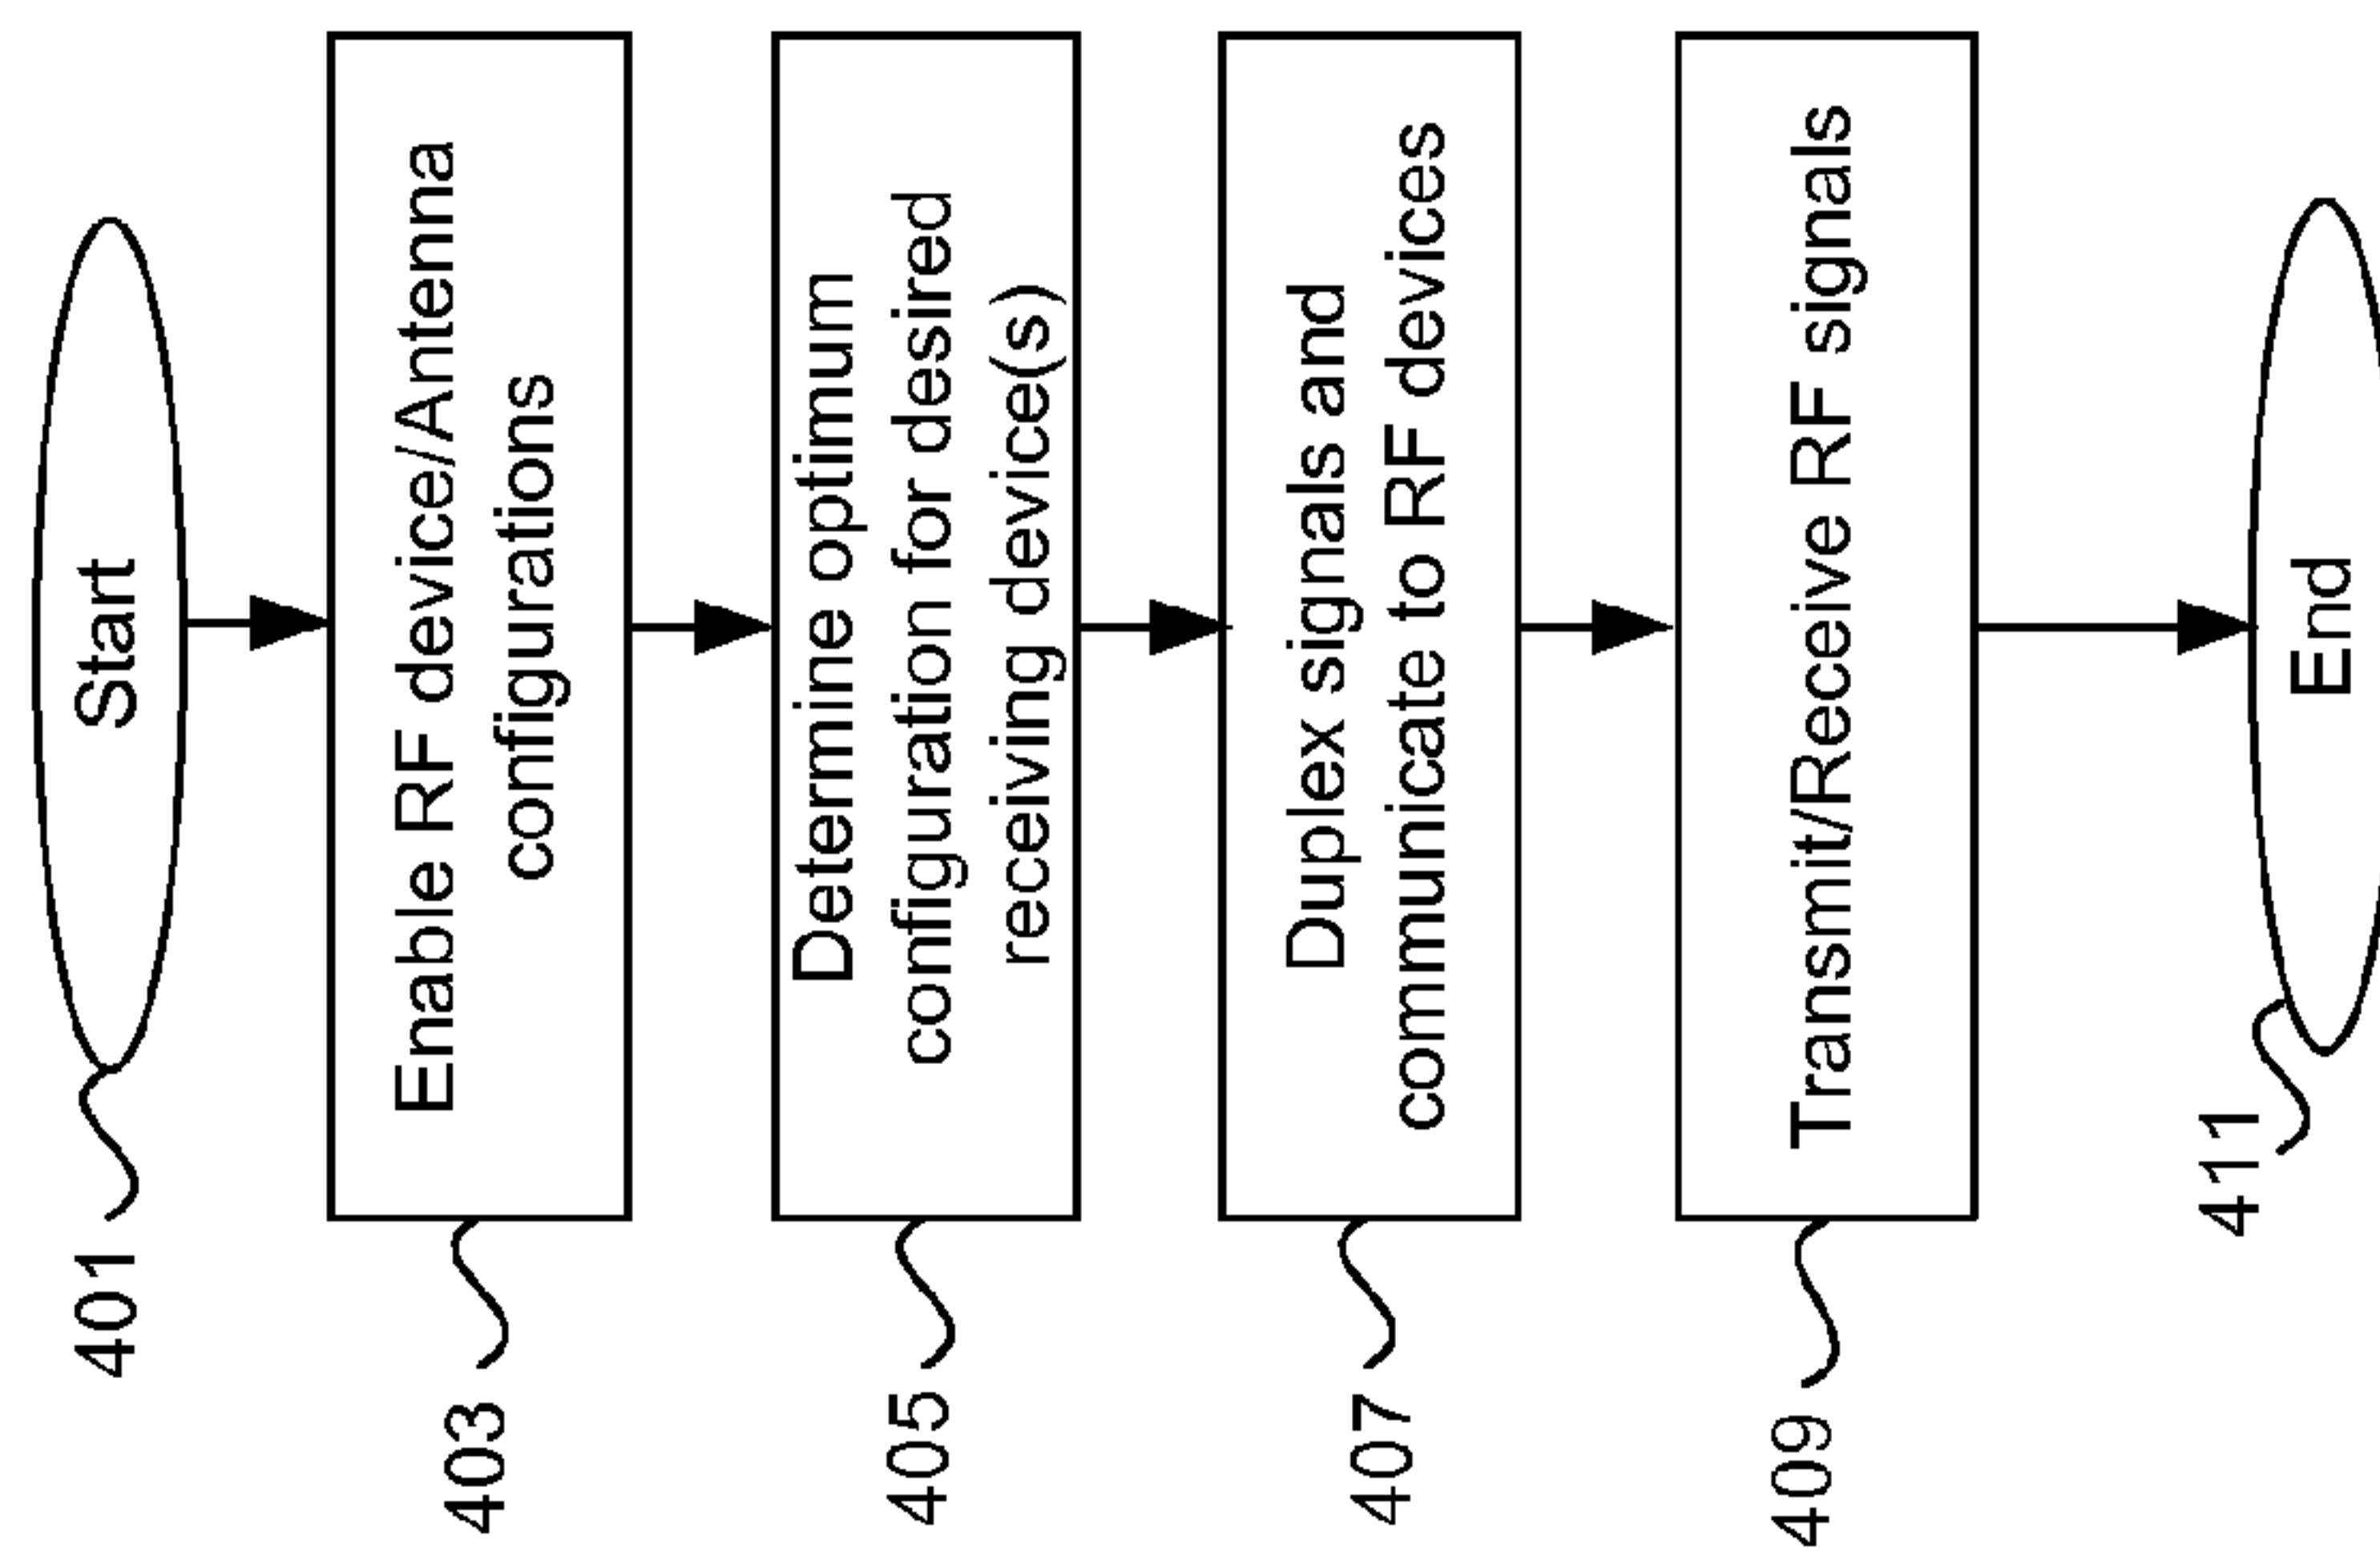 401
Start
403
Enable RF device/Antenna
configurations
405
Determine optimum
configuration for desired
receiving device(s)
407
Duplex signals and
communicate to RF devices
409
Transmit/Receive RF signals
411
End